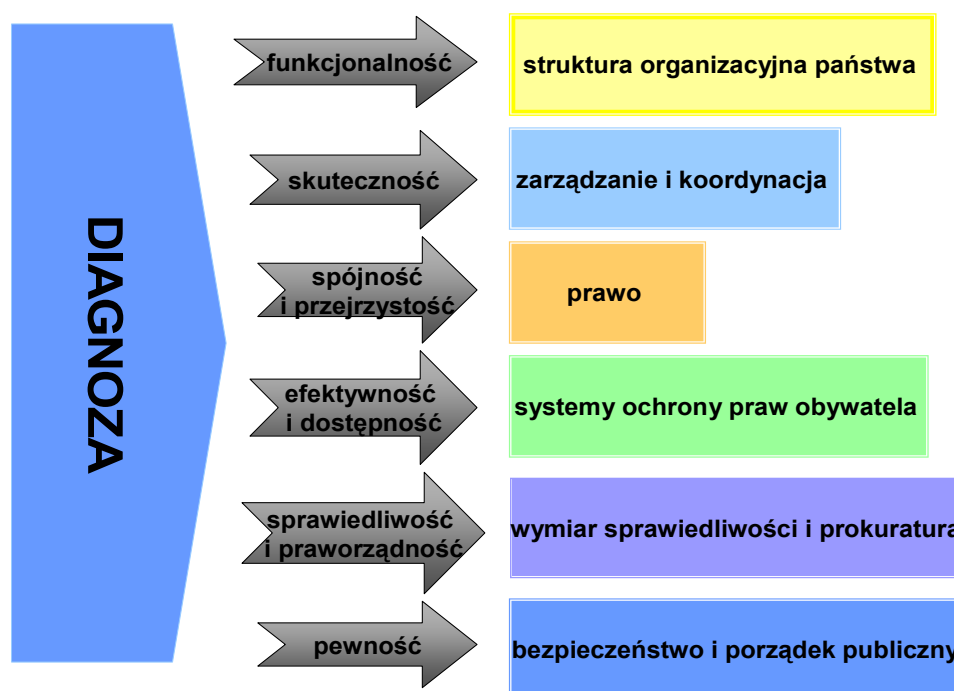 DIAGNOZA
funkcjonalność
struktura organizacyjna państwa
skuteczność
zarządzanie i koordynacja
spójność
i przejrzystość
prawo
efektywność
i dostępność
systemy ochrony praw obywatela
sprawiedliwość
i praworządność
wymiar sprawiedliwości i prokuratura
pewność
bezpieczeństwo i porządek publiczny